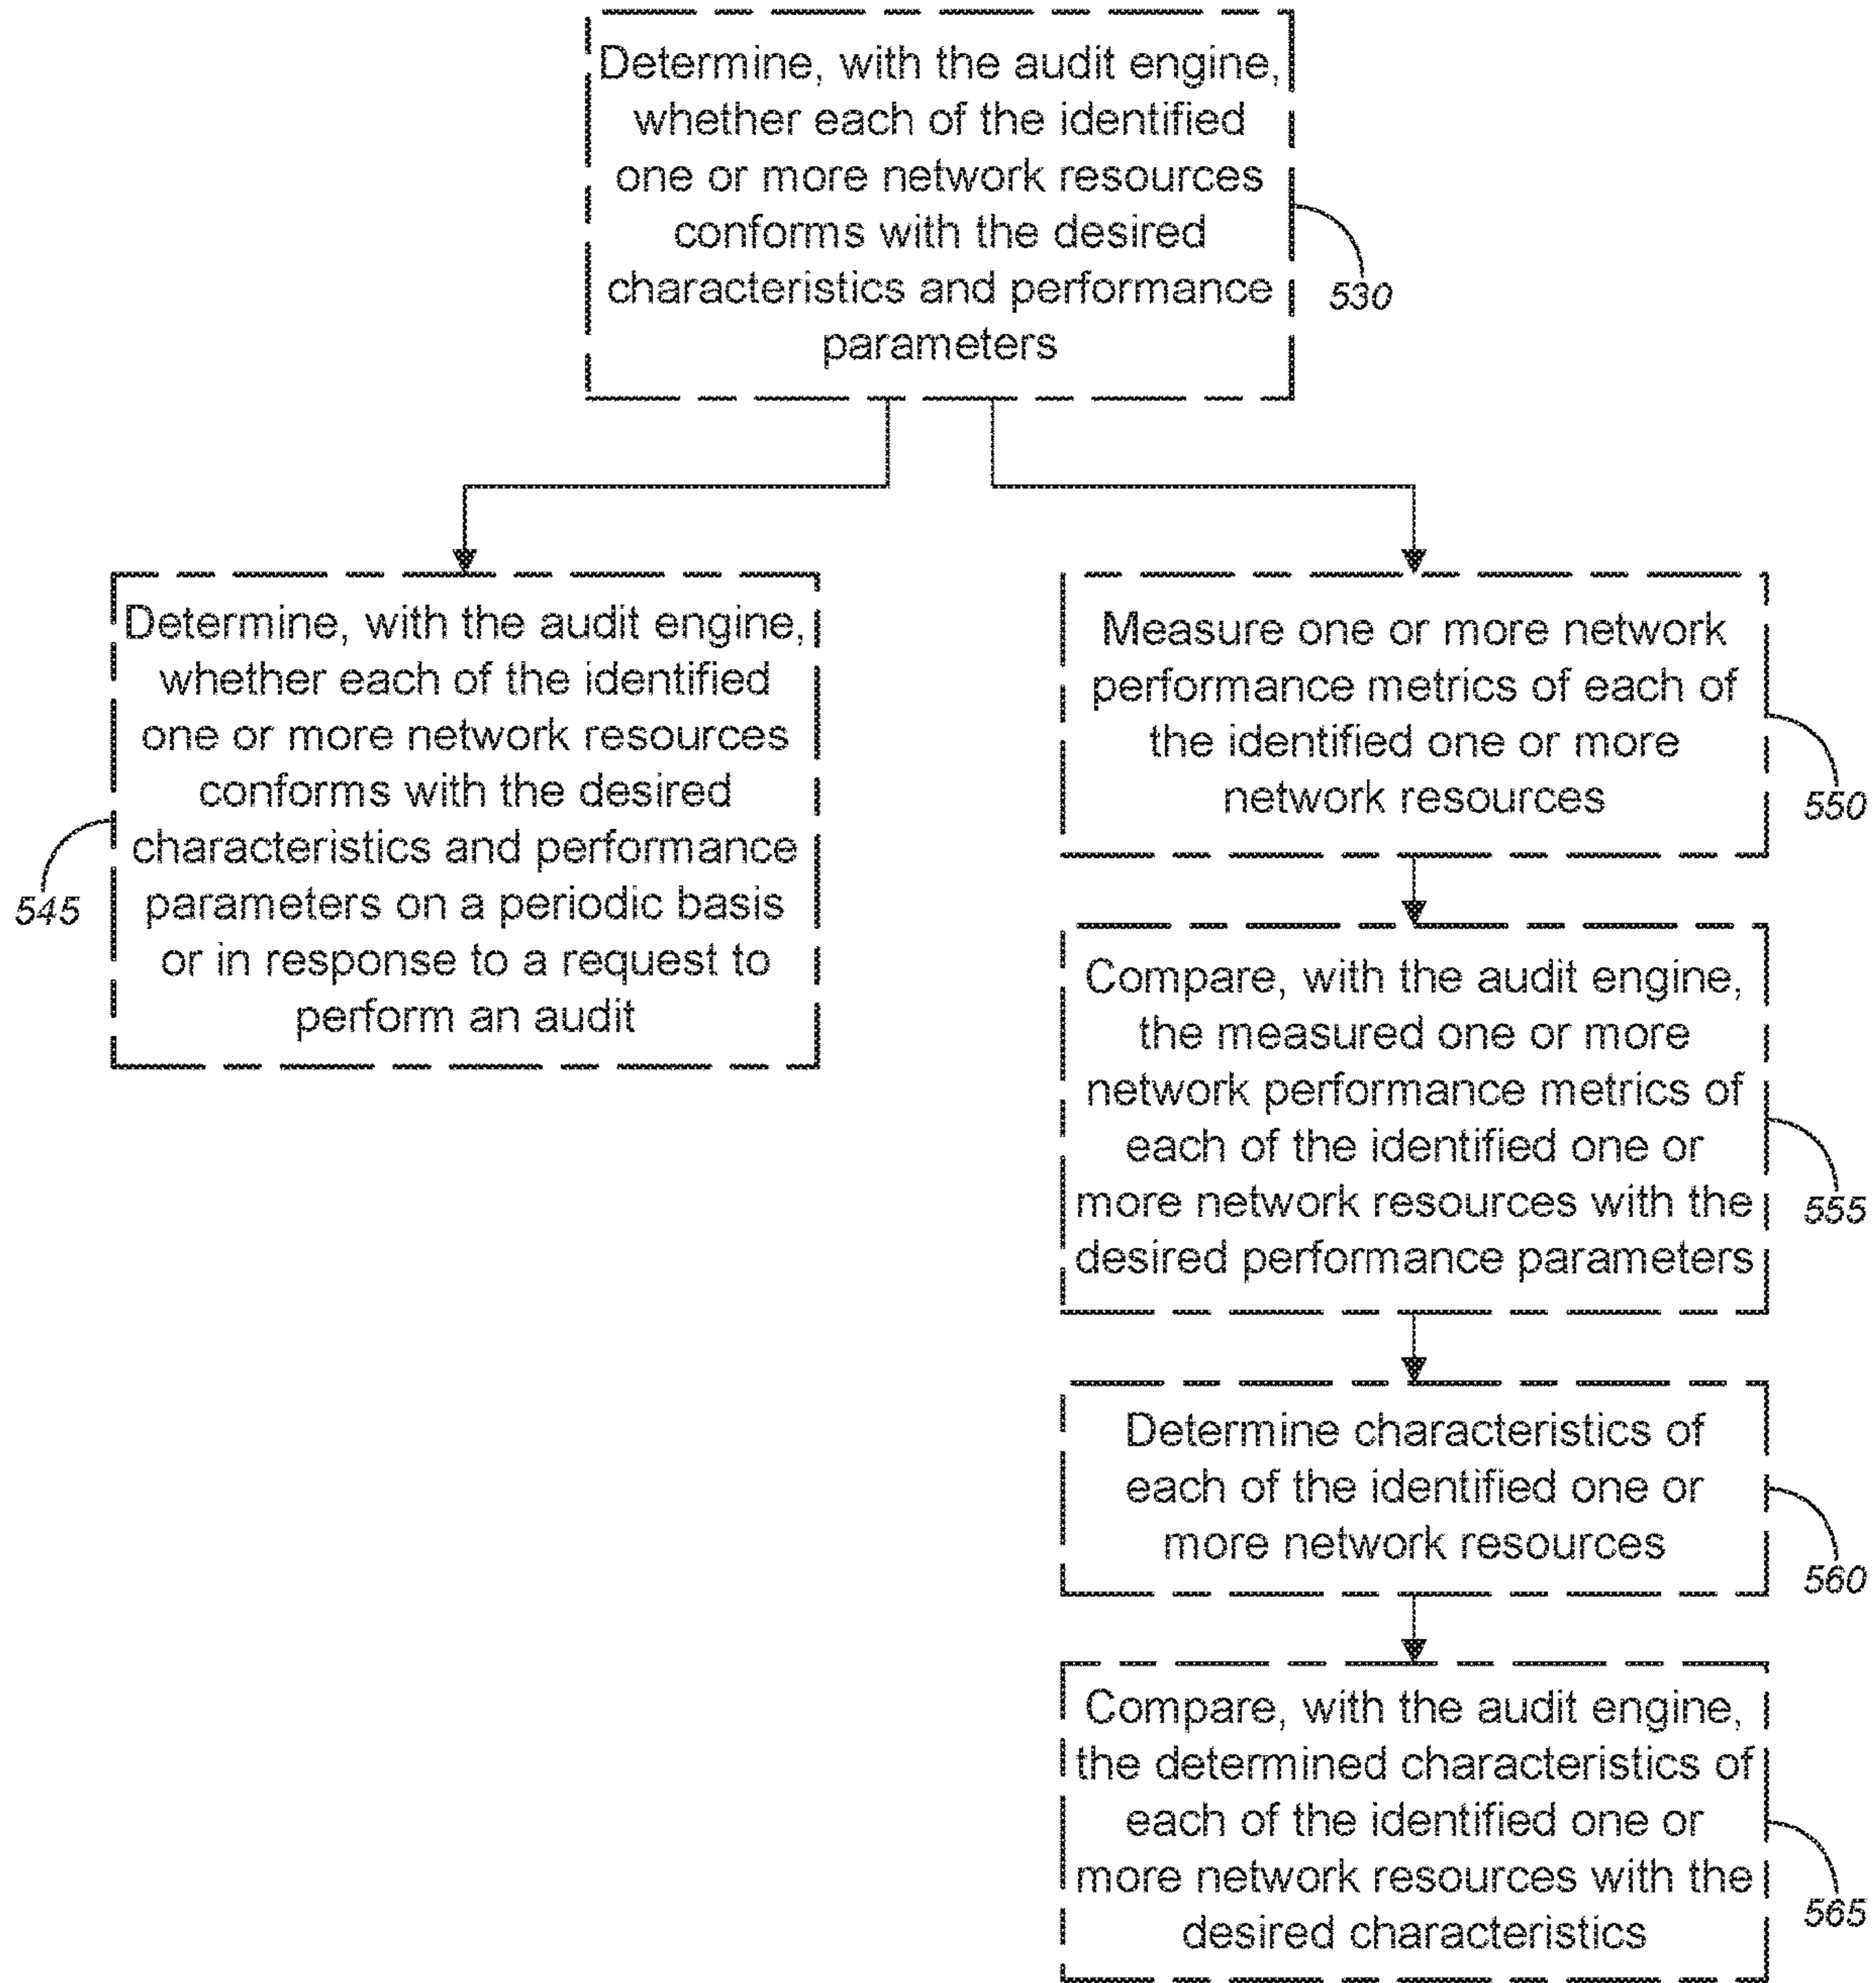 Determine, with the audit engine,
whether each of the identified
one or more network resources
conforms with the desired
characteristics and performance
parameters
530
Determine, with the audit engine,
whether each of the identified
one or more network resources
conforms with the desired
characteristics and performance
parameters on a periodic basis
or in response to a request to
perform an audit
545
Measure one or more network
performance metrics of each of
the identified one or more
network resources
550
Compare, with the audit engine,
the measured one or more
network performance metrics of
each of the identified one or
more network resources with the
desired performance parameters
555
Determine characteristics of
each of the identified one or
more network resources
560
Compare, with the audit engine,
the determined characteristics of
each of the identified one or
more network resources with the
desired characteristics
565